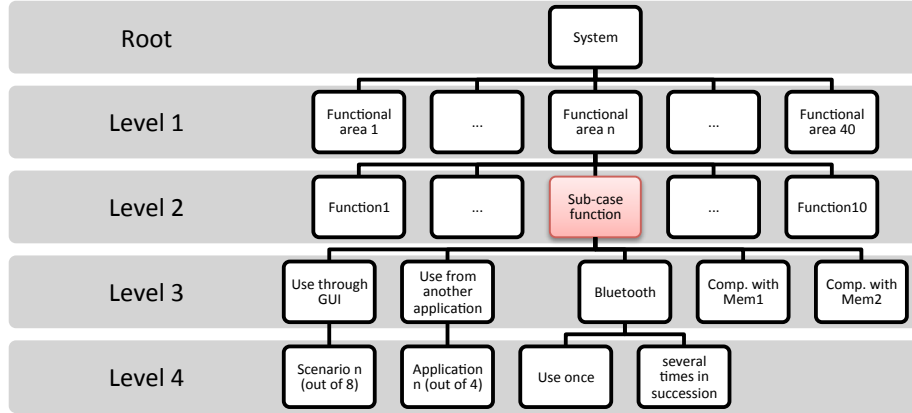 Root
System
Level 1
Functional
area 1
...
Functional
area n
...
Functional
area 40
Level 2
Function1
...
Sub-case
function
...
Function10
Level 3
Use through
GUI
Use from
another
application
Bluetooth
Comp. with
Mem1
Comp. with
Mem2
Level 4
Scenario n
(out of 8)
Application
n (out of 4)
Use once
several
times in
succession